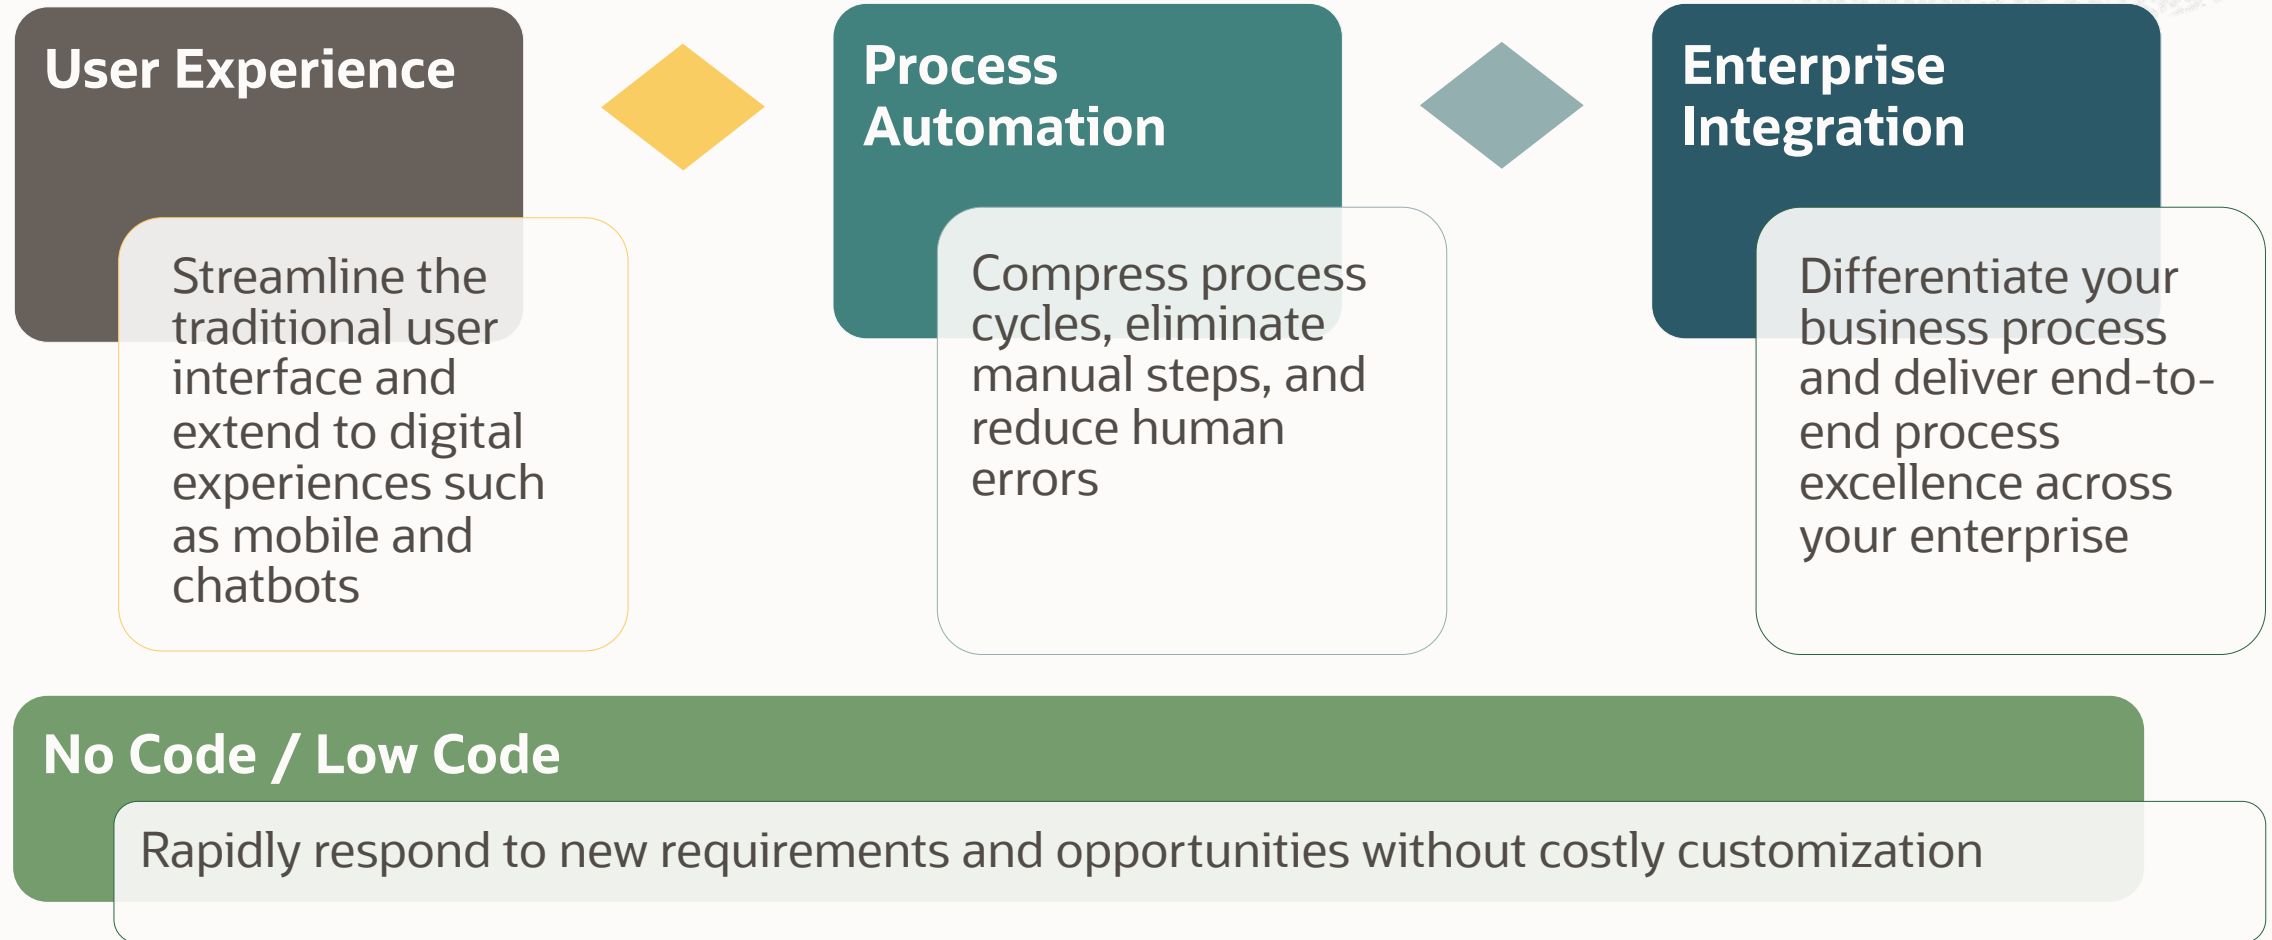 User Experience
Streamline the
traditional user
interface and
extend to digital
experiences such
as mobile and
chatbots
Process
Automation
Compress process
cycles, eliminate
manual steps, and
reduce human
errors
Enterprise
Integration
Differentiate your
business process
and deliver end-to-
end process
excellence across
your enterprise
No Code / Low Code
Rapidly respond to new requirements and opportunities without costly customization